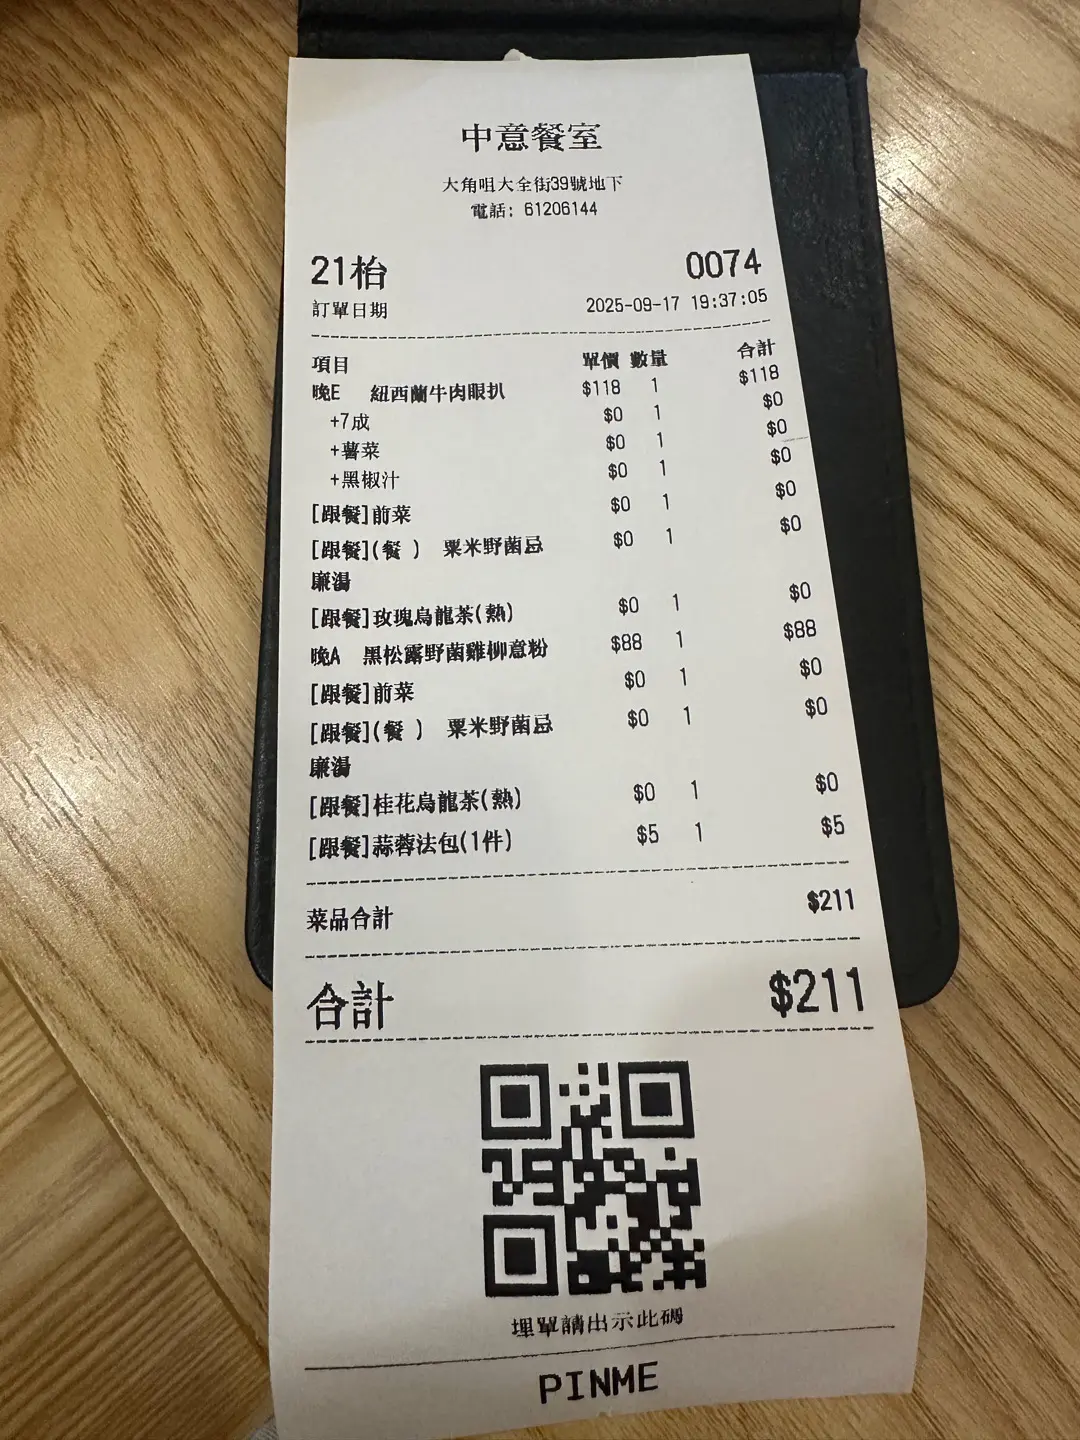 中意餐室
大角咀大全街39號地下
電話: 61206144
21枱 0074
訂單日期 2025-09-17 19:37:05
項目 單價 數量 合計
晚E 紐西蘭牛肉眼扒 $118 1 $118
+7成 $0 1 $0
+薯菜 $0 1 $0
+黑椒汁 $0 1 $0
[跟餐]前菜 $0 1 $0
[跟餐](餐 ) 粟米野菌忌 $0 1 $0
廉湯
[跟餐]玫瑰烏龍茶(熱) $0 1 $0
晚A 黑松露野菌雞柳意粉 $88 1 $88
[跟餐]前菜 $0 1 $0
[跟餐](餐 ) 粟米野菌忌 $0 1 $0
廉湯
[跟餐]桂花烏龍茶(熱) $0 1 $0
[跟餐]蒜蓉法包(1件) $5 1 $5
菜品合計 $211
合計 $211
埋單請出示此碼
PINME